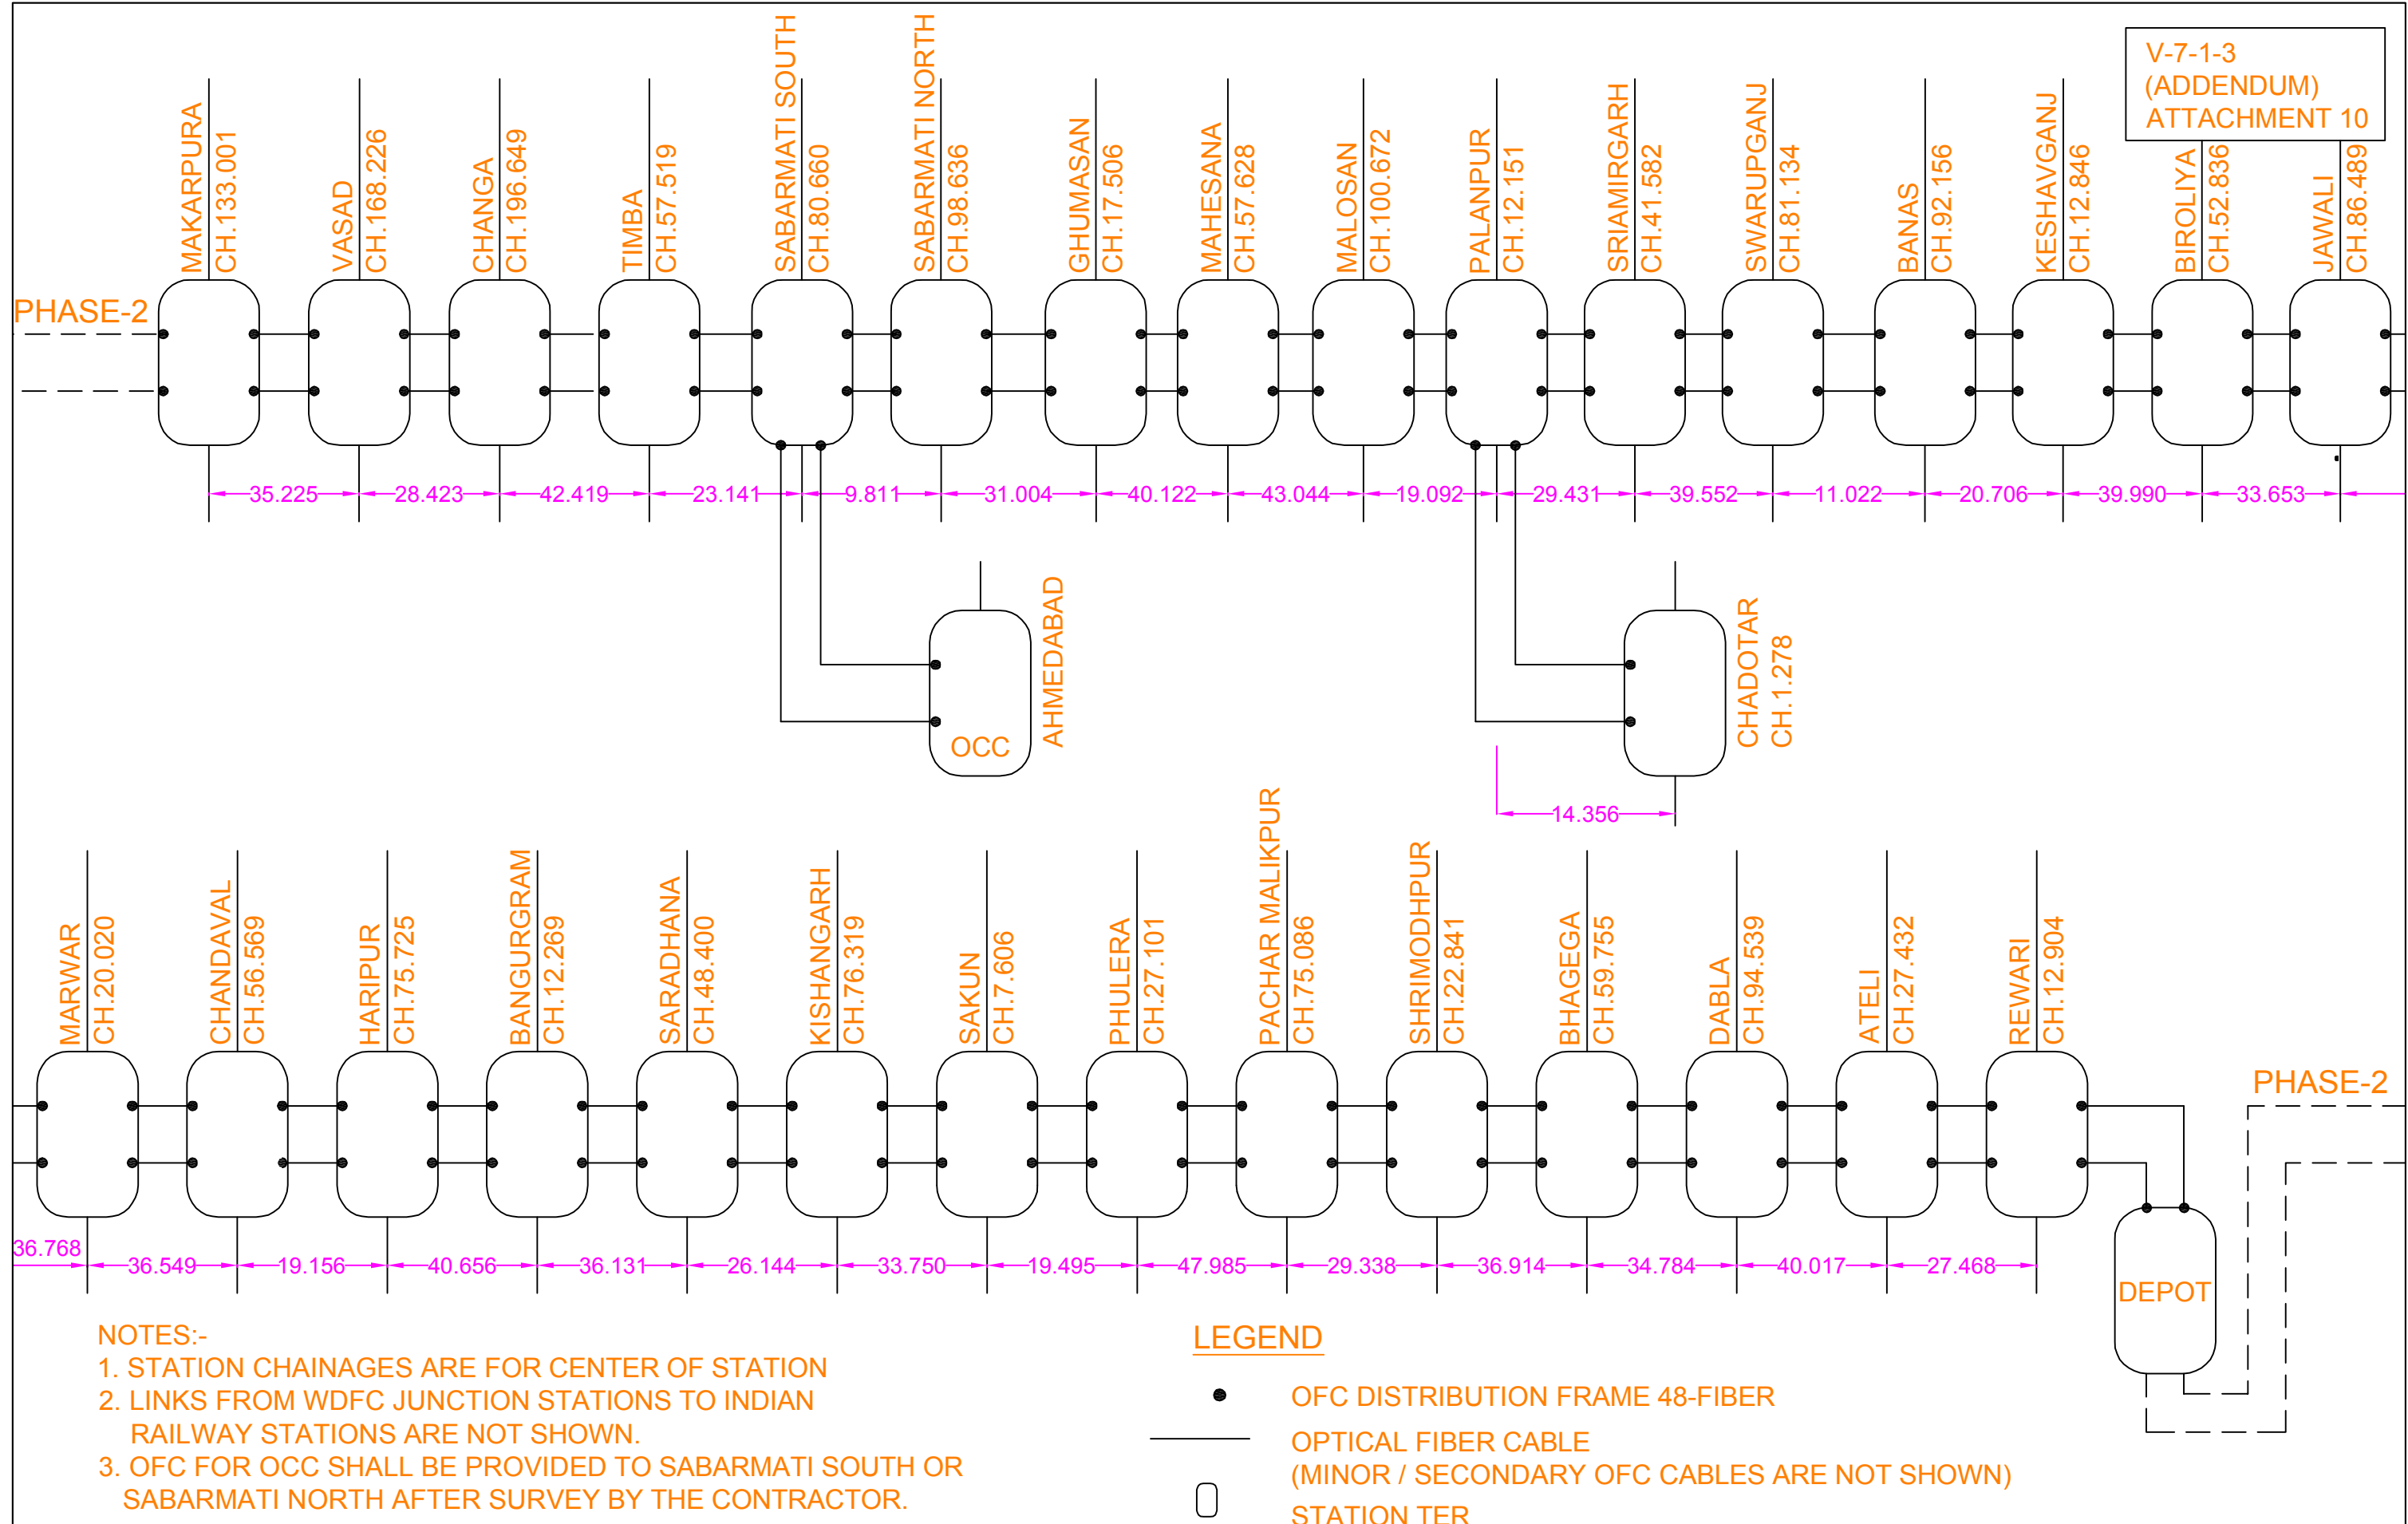 V-7-1-3
(ADDENDUM)
ATTACHMENT 10
MAKARPURA
CH.133.001
VASAD
CH.168.226
CHANGA
CH.196.649
TIMBA
CH.57.519
SABARMATI SOUTH
CH.80.660
SABARMATI NORTH
CH.98.636
GHUMASAN
CH.17.506
MAHESANA
CH.57.628
MALOSAN
CH.100.672
PALANPUR
CH.12.151
SRIAMIRGARH
CH.41.582
SWARUPGANJ
CH.81.134
BANAS
CH.92.156
KESHAVGANJ
CH.12.846
BIROLIYA
CH.52.836
JAWALI
CH.86.489
PHASE-2
35.225
28.423
42.419
23.141
9.811
31.004
40.122
43.044
19.092
29.431
39.552
11.022
20.706
39.990
33.653
OCC
AHMEDABAD
CHADOTAR
CH.1.278
14.356
MARWAR
CH.20.020
CHANDAVAL
CH.56.569
HARIPUR
CH.75.725
BANGURGRAM
CH.12.269
SARADHANA
CH.48.400
KISHANGARH
CH.76.319
SAKUN
CH.7.606
PHULERA
CH.27.101
PACHAR MALIKPUR
CH.75.086
SHRIMODHPUR
CH.22.841
BHAGEGA
CH.59.755
DABLA
CH.94.539
ATELI
CH.27.432
REWARI
CH.12.904
PHASE-2
36.768
36.549
19.156
40.656
36.131
26.144
33.750
19.495
47.985
29.338
36.914
34.784
40.017
27.468
DEPOT
NOTES:-
1. STATION CHAINAGES ARE FOR CENTER OF STATION
2. LINKS FROM WDFC JUNCTION STATIONS TO INDIAN
RAILWAY STATIONS ARE NOT SHOWN.
3. OFC FOR OCC SHALL BE PROVIDED TO SABARMATI SOUTH OR
SABARMATI NORTH AFTER SURVEY BY THE CONTRACTOR.
LEGEND
OFC DISTRIBUTION FRAME 48-FIBER
OPTICAL FIBER CABLE
(MINOR / SECONDARY OFC CABLES ARE NOT SHOWN)
STATION TER